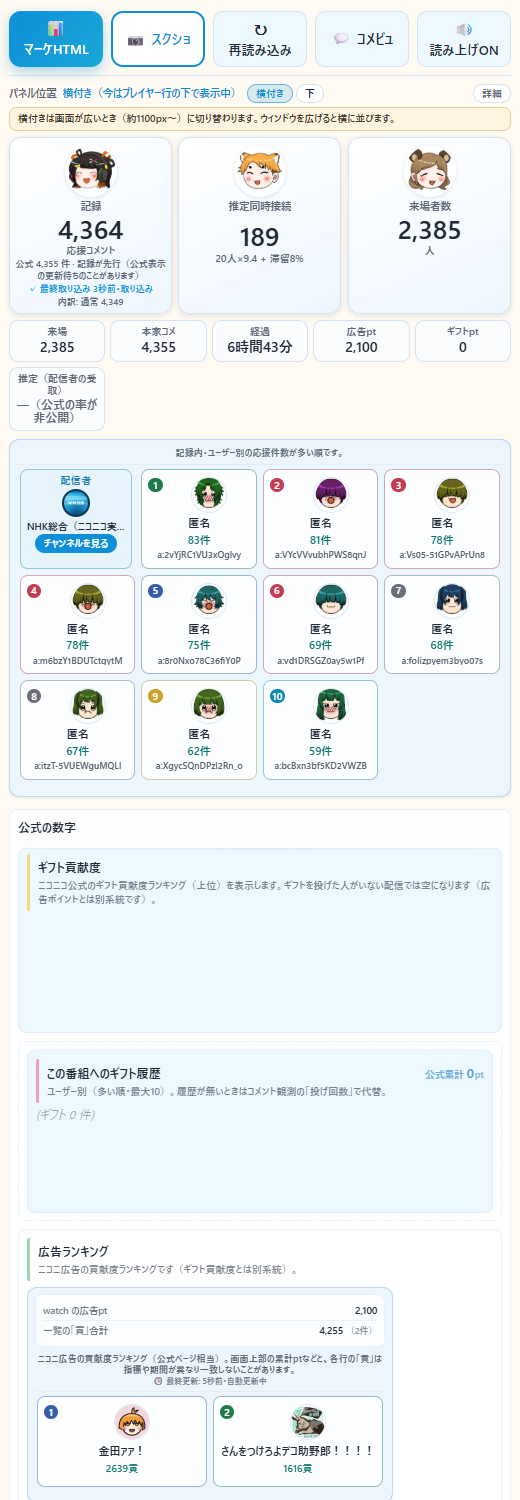 マーケHTML
スクショ
再読み込み
コメビュ
読み上げON
パネル位置 横付き（今はプレイヤー行の下で表示中） 横付き 下 詳細
横付きは画面が広いとき（約1100px～）に切り替わります。ウィンドウを広げると横に並びます。
記録
4,364
応援コメント
公式 4,355 件・記録が先行（公式表示
の更新待ちのことがあります）
✓ 最終取り込み 3秒前・取り込み
内訳: 通常 4,349
推定同時接続
189
20人×9.4 + 滞留8%
来場者数
2,385
人
来場
2,385
本家コメ
4,355
経過
6時間43分
広告pt
2,100
ギフトpt
0
推定（配信者の受
取）
—（公式の率が
非公開）
記録内・ユーザー別の応援件数が多い順です。
配信者
NHK総合（ニコニコ実...
チャンネルを見る
1
匿名
83件
a:2vYjRC1VU3xOglvy
2
匿名
81件
a:VYcVVvubhPWS8qnJ
3
匿名
78件
a:Vs05-51GPvAPrUn8
4
匿名
78件
a:m6bzY1BDUTctqytM
5
匿名
75件
a:8r0Nxo78C36fiY0P
6
匿名
69件
a:vd1DRSGZ0ay5w1Pf
7
匿名
68件
a:folizpyem3byo07s
8
匿名
67件
a:itzT-5VUEWguMQLI
9
匿名
62件
a:XgycSQnDPzl2Rn_o
10
匿名
59件
a:bcBxn3bf5KD2VWZB
公式の数字
ギフト貢献度
ニコニコ公式のギフト貢献度ランキング（上位）を表示します。ギフトを投げた人がいない配信では空になります（広
告ポイントとは別系統です）。
この番組へのギフト履歴 公式累計 0pt
ユーザー別（多い順・最大10）。履歴が無いときはコメント観測の「投げ回数」で代替。
(ギフト 0 件)
広告ランキング
ニコニ広告の貢献度ランキングです（ギフト貢献度とは別系統）。
watch の広告pt 2,100
一覧の「貢」合計 4,255 （2件）
ニコニ広告の貢献度ランキング（公式ページ相当）。画面上部の累計ptなどと、各行の「貢」は
指標や期間が異なり一致しないことがあります。
最終更新: 5秒前・自動更新中
1
金田ァァ！
2639貢
2
さんをつけろよデコ助野郎！！！！
1616貢